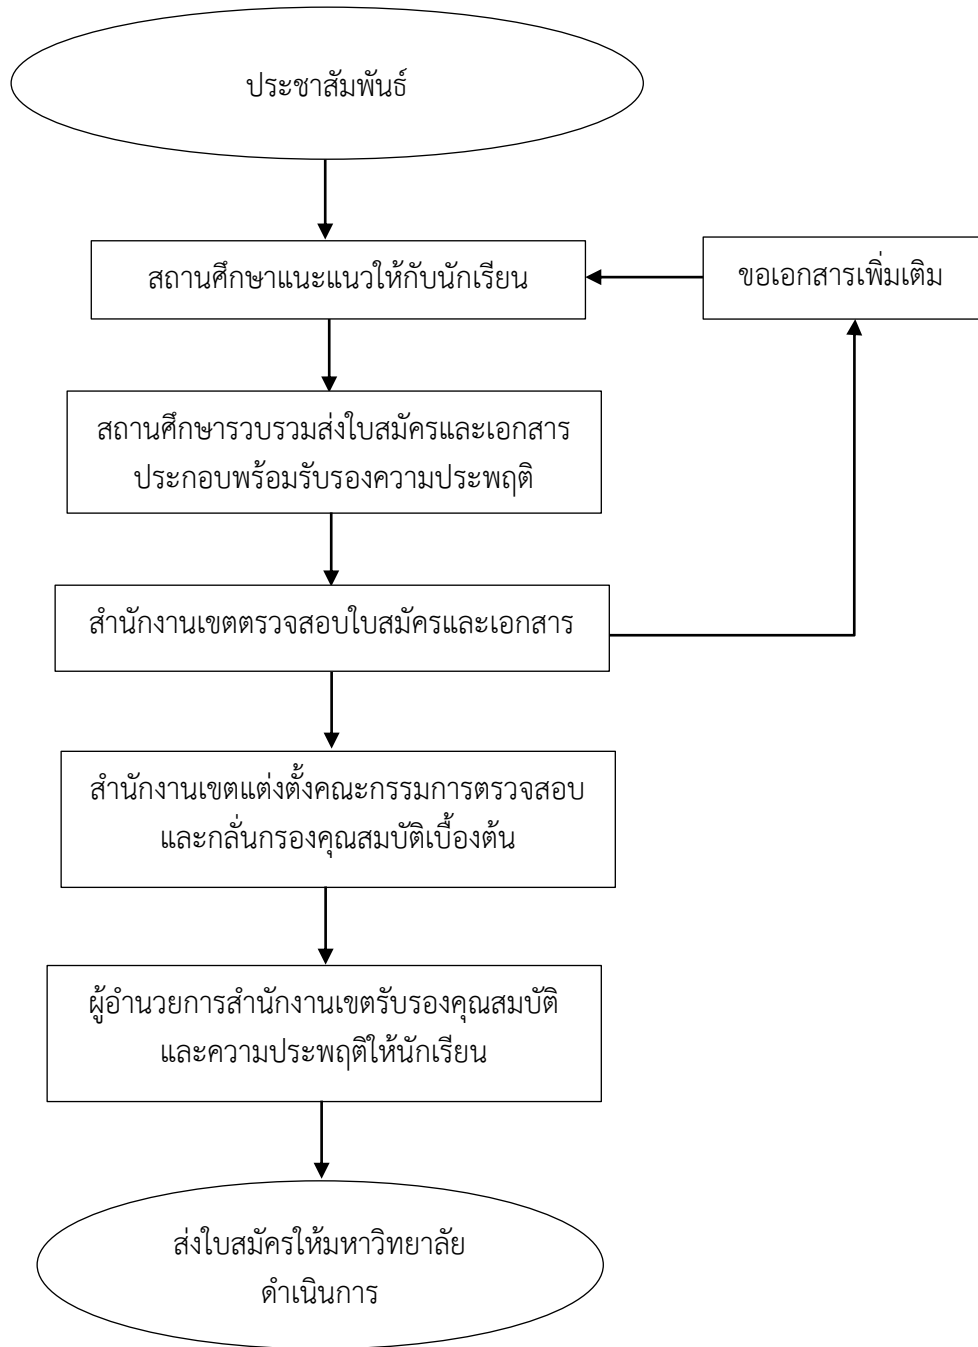 ประชาสัมพันธ์
สถานศึกษาแนะแนวให้กับนักเรียน
ขอเอกสารเพิ่มเติม
สถานศึกษารวบรวมส่งใบสมัครและเอกสาร
ประกอบพร้อมรับรองความประพฤติ
สำนักงานเขตตรวจสอบใบสมัครและเอกสาร
สำนักงานเขตแต่งตั้งคณะกรรมการตรวจสอบ
และกลั่นกรองคุณสมบัติเบื้องต้น
ผู้อำนวยการสำนักงานเขตรับรองคุณสมบัติ
และความประพฤติให้นักเรียน
ส่งใบสมัครให้มหาวิทยาลัย
ดำเนินการ